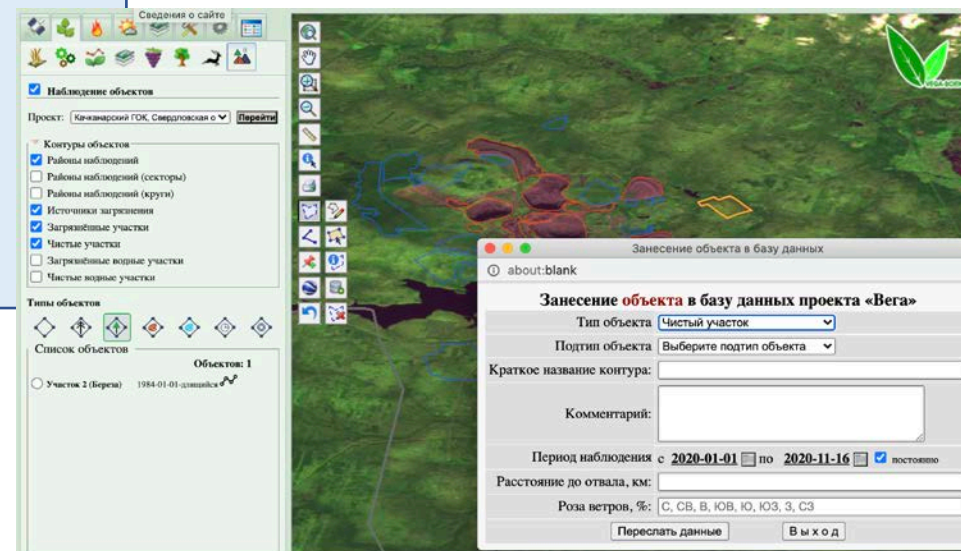 Сведения о сайте
Наблюдение объектов
Проект: Качканарский ГОК, Свердловская о Перейти
Контуры объектов
Районы наблюдений
Районы наблюдений (секторы)
Районы наблюдений (круги)
Источники загрязнения
Загрязнённые участки
Чистые участки
Загрязнённые водные участки
Чистые водные участки
Типы объектов
Список объектов
Объектов: 1
Участок 2 (Береза) 1984-01-01-длящийся
Занесение объекта в базу данных
about:blank
Занесение объекта в базу данных проекта «Вега»
Тип объекта Чистый участок
Подтип объекта Выберите подтип объекта
Краткое название контура:
Комментарий:
Период наблюдения с 2020-01-01 по 2020-11-16 постоянно
Расстояние до отвала, км:
Роза ветров, %: С, СВ, В, ЮВ, Ю, ЮЗ, З, СЗ
Переслать данные Выход